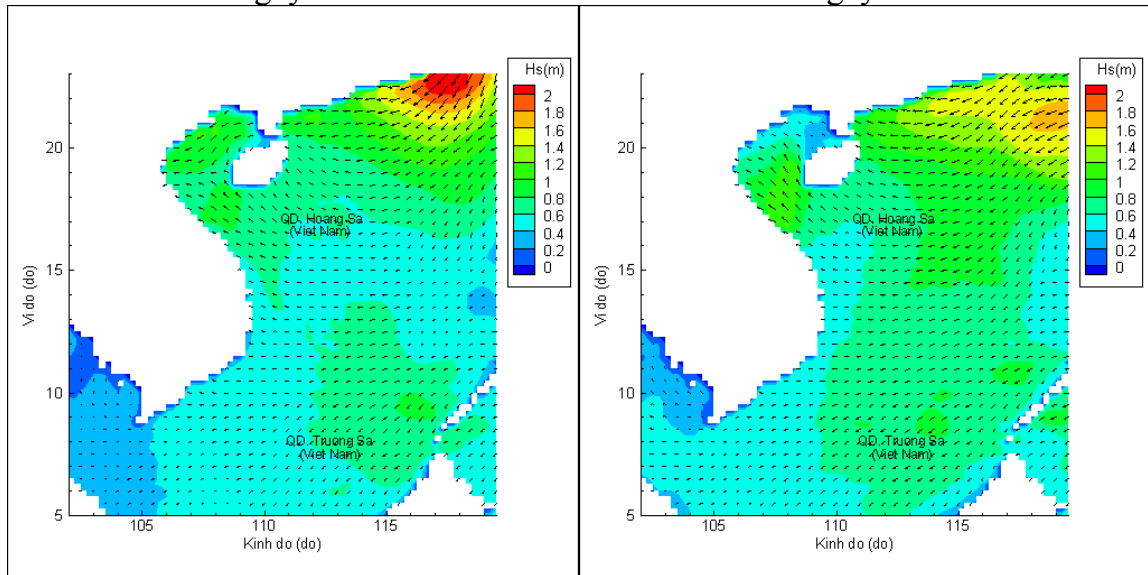 Hs(m)
2
1.8
1.6
1.4
1.2
1
0.8
0.6
0.4
0.2
0
20
15
10
5
Vi do (do)
QD. Hoang Sa
(Viet Nam)
QD. Truong Sa
(Viet Nam)
105 110 115
Kinh do (do)
Hs(m)
2
1.8
1.6
1.4
1.2
1
0.8
0.6
0.4
0.2
0
20
15
10
5
Vi do (do)
QD. Hoang Sa
(Viet Nam)
QD. Truong Sa
(Viet Nam)
105 110 115
Kinh do (do)